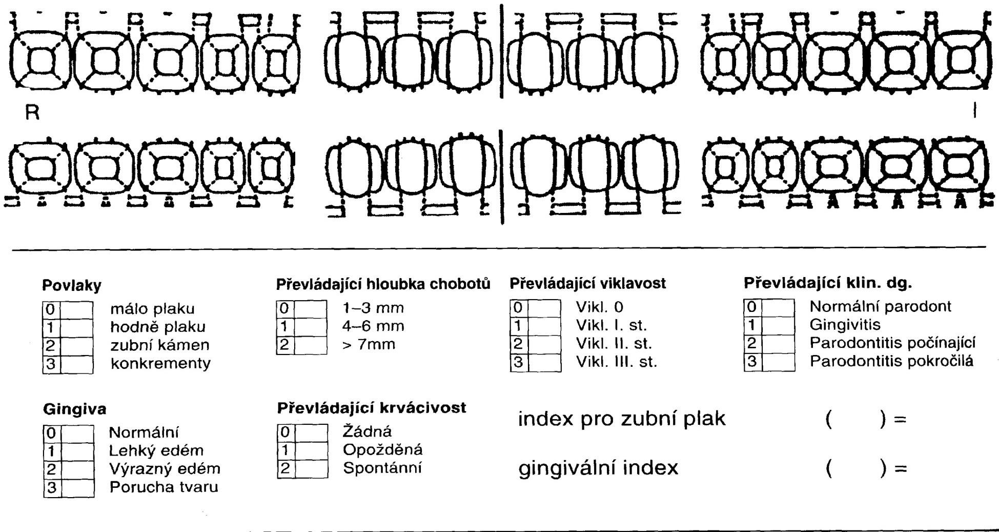 R
l
Povlaky
0 málo plaku
1 hodně plaku
2 zubní kámen
3 konkrementy
Převládající hloubka chobotů
0 1–3 mm
1 4–6 mm
2 > 7mm
Převládající viklavost
0 Vikl. 0
1 Vikl. I. st.
2 Vikl. II. st.
3 Vikl. III. st.
Převládající klin. dg.
0 Normální parodont
1 Gingivitis
2 Parodontitis počínající
3 Parodontitis pokročilá
Gingiva
0 Normální
1 Lehký edém
2 Výrazný edém
3 Porucha tvaru
Převládající krvácivost
0 Žádná
1 Opožděná
2 Spontánní
index pro zubní plak ( ) =
gingivální index ( ) =